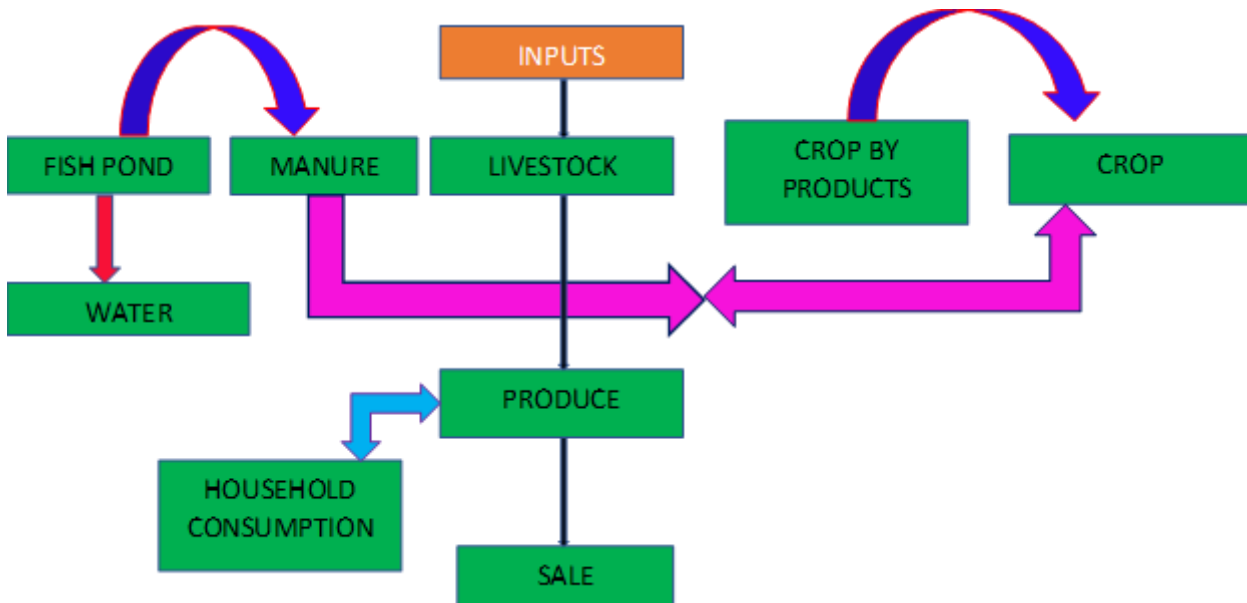 INPUTS
FISH POND
MANURE
LIVESTOCK
CROP BY
PRODUCTS
CROP
WATER
PRODUCE
HOUSEHOLD
CONSUMPTION
SALE